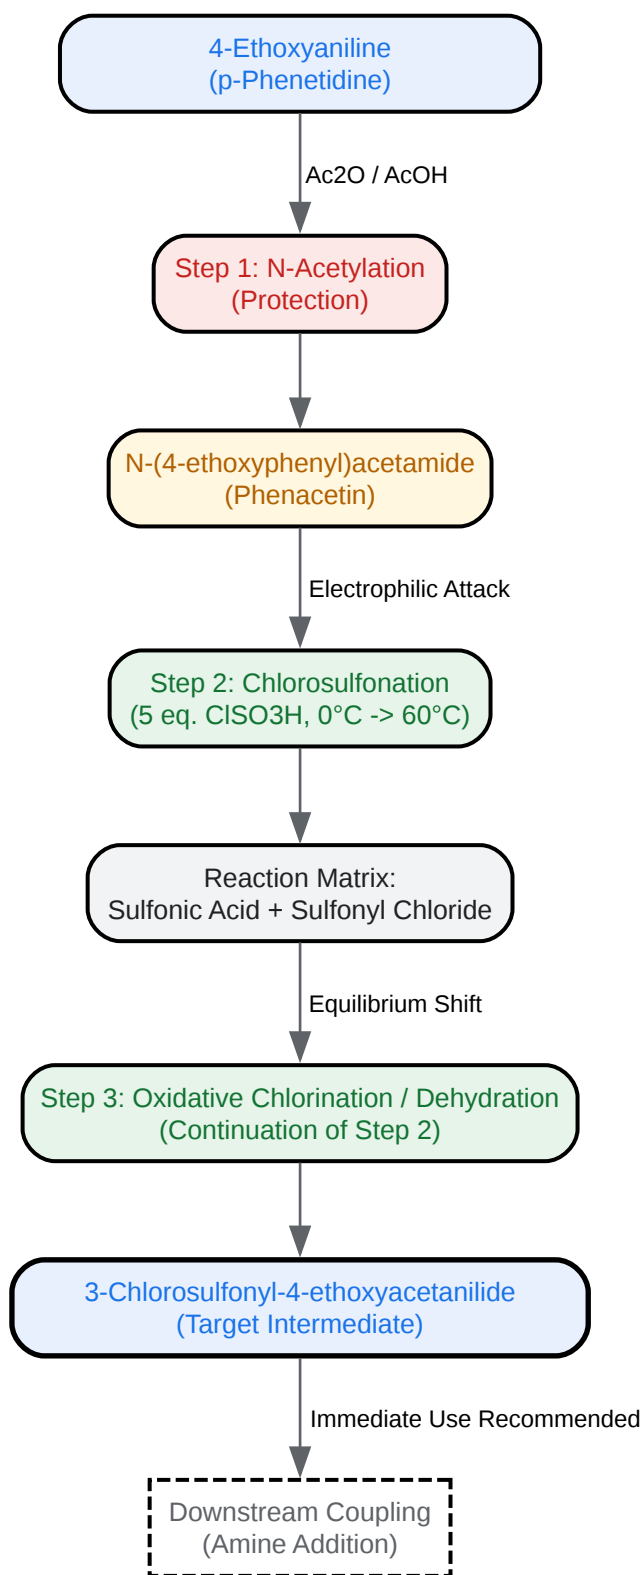 4-Ethoxyaniline
(p-Phenetidine)
Ac2O / AcOH
Step 1: N-Acetylation
(Protection)
N-(4-ethoxyphenyl)acetamide
(Phenacetin)
Electrophilic Attack
Step 2: Chlorosulfonation
(5 eq. ClSO3H, 0°C -> 60°C)
Reaction Matrix:
Sulfonic Acid + Sulfonyl Chloride
Equilibrium Shift
Step 3: Oxidative Chlorination / Dehydration
(Continuation of Step 2)
3-Chlorosulfonyl-4-ethoxyacetanilide
(Target Intermediate)
Immediate Use Recommended
Downstream Coupling
(Amine Addition)